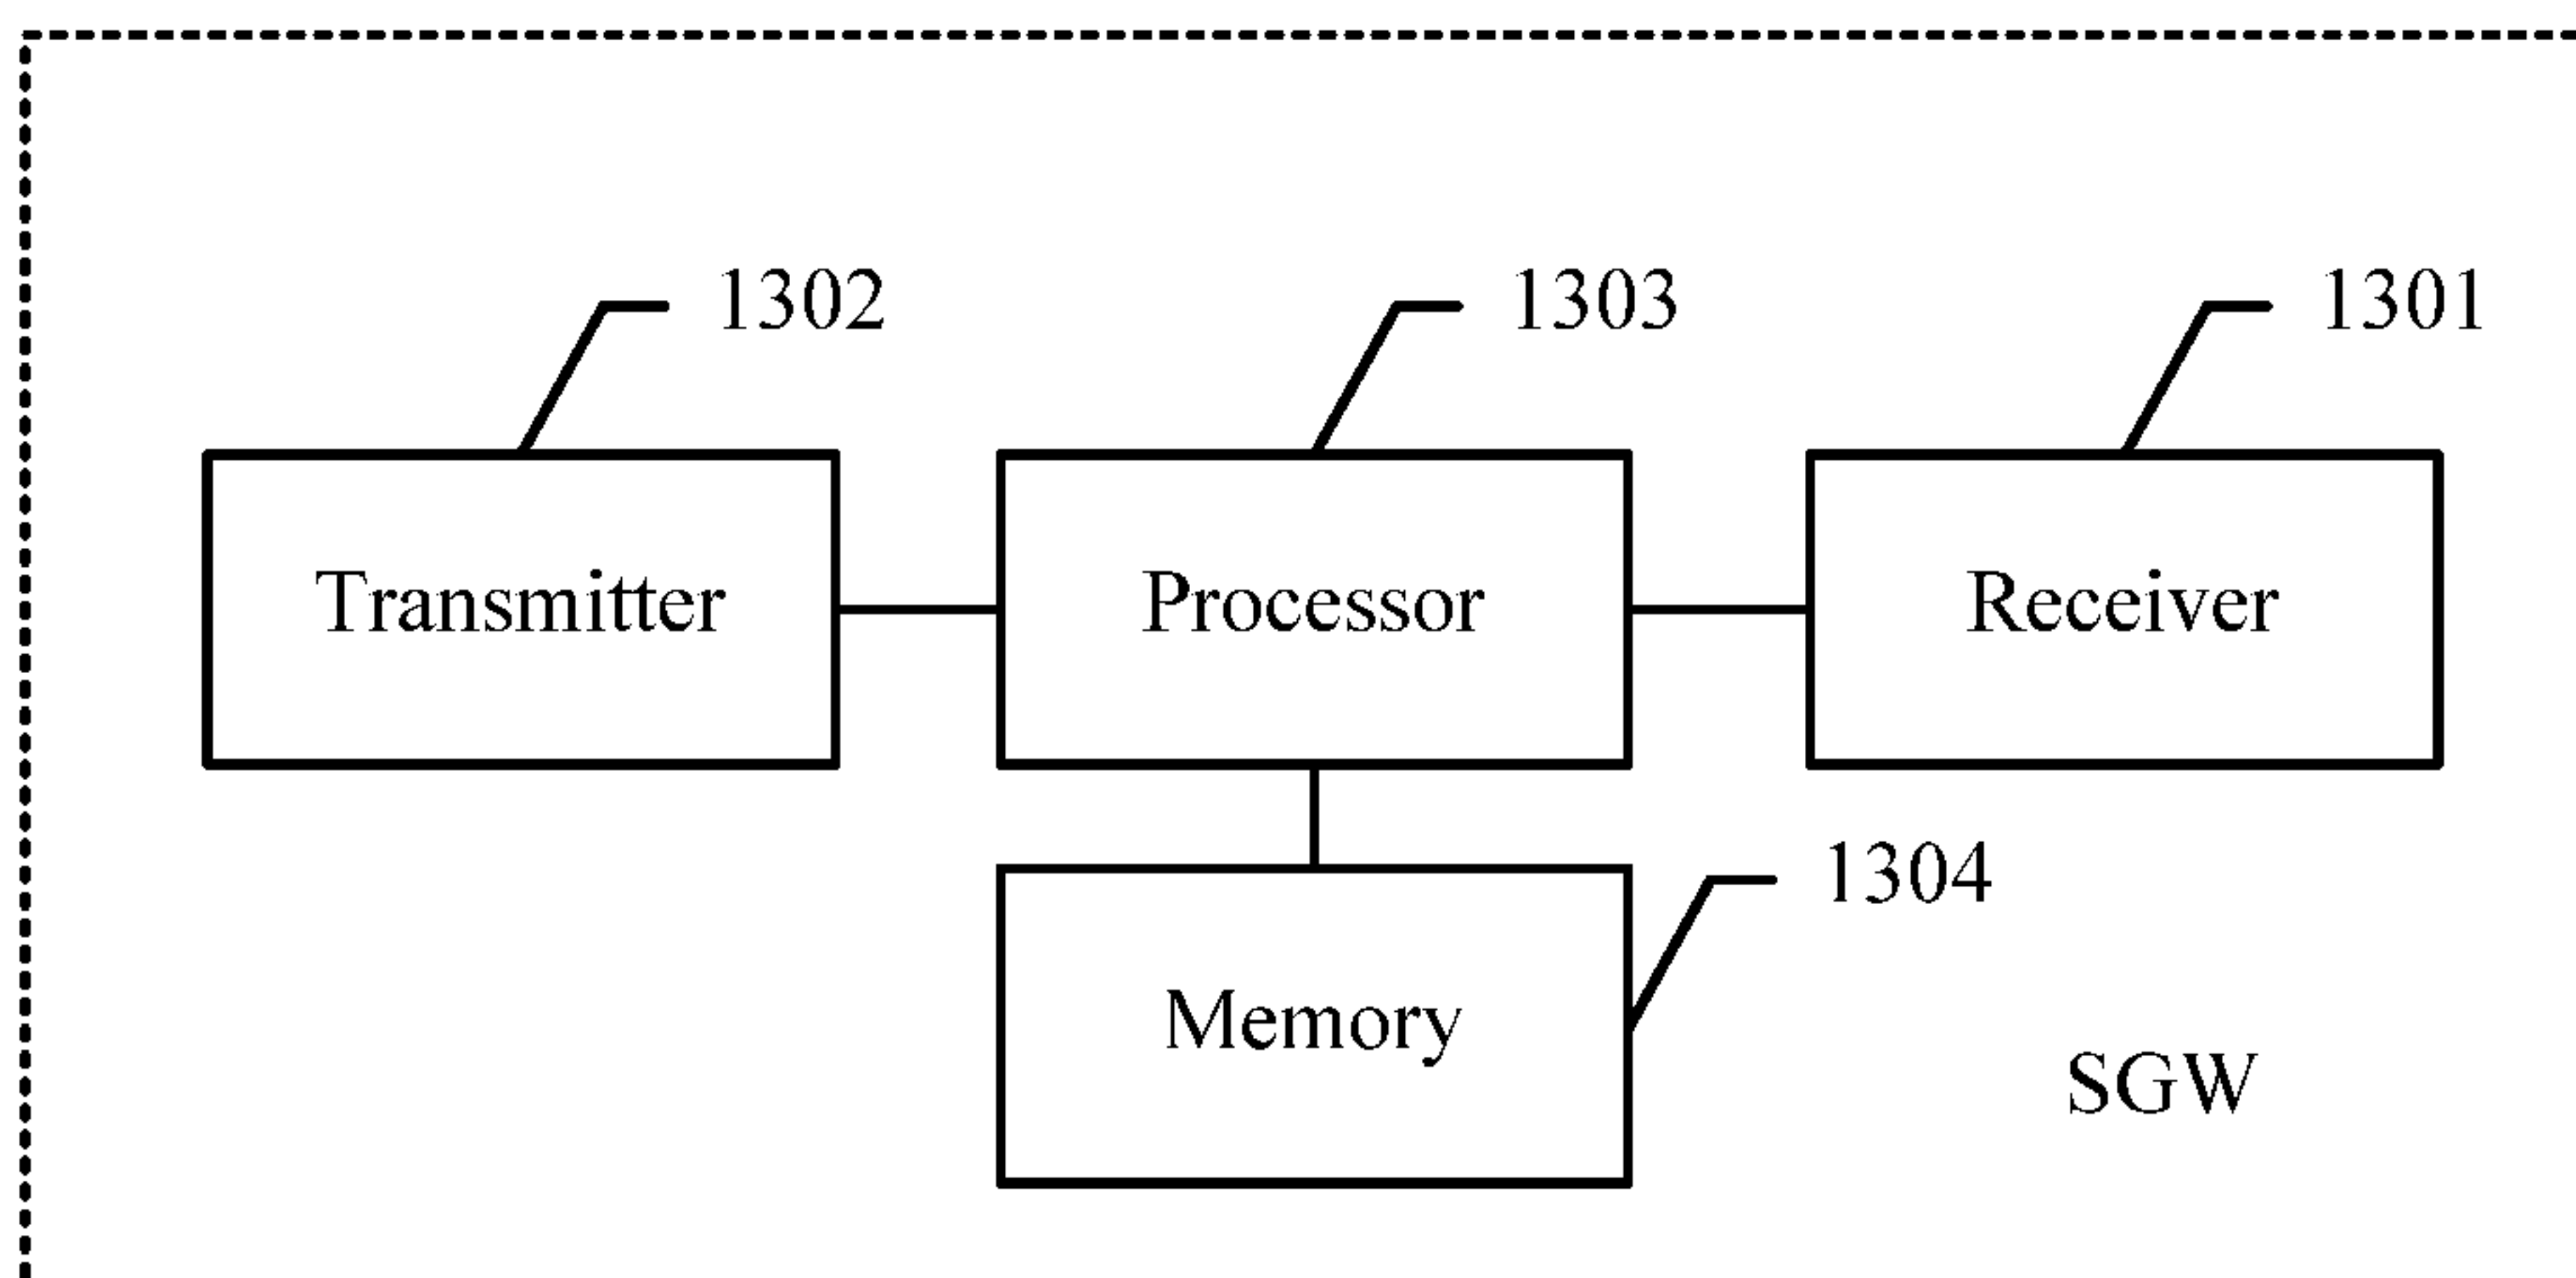 1302
1303
1301
Transmitter
Processor
Receiver
1304
Memory
SGW